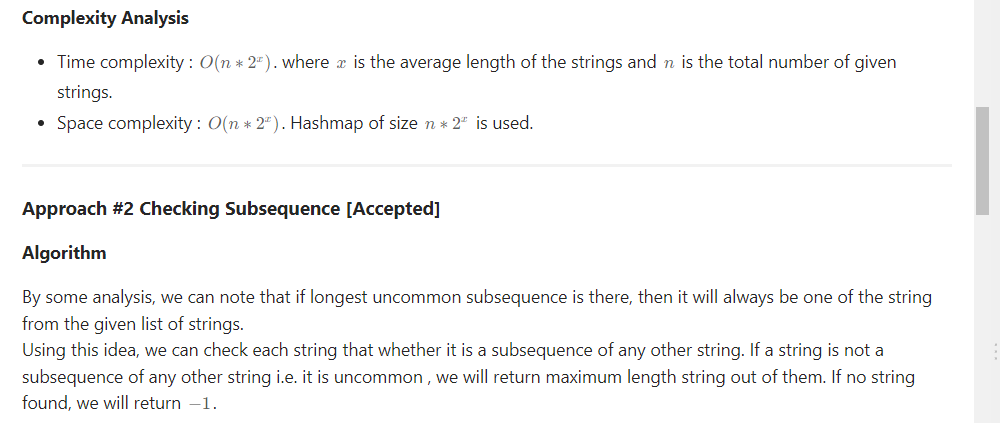 Complexity Analysis
• Time complexity : O(n * 2^x). where x is the average length of the strings and n is the total number of given
strings.
• Space complexity : O(n * 2^x). Hashmap of size n * 2^x is used.
Approach #2 Checking Subsequence [Accepted]
Algorithm
By some analysis, we can note that if longest uncommon subsequence is there, then it will always be one of the string
from the given list of strings.
Using this idea, we can check each string that whether it is a subsequence of any other string. If a string is not a
subsequence of any other string i.e. it is uncommon , we will return maximum length string out of them. If no string
found, we will return −1.